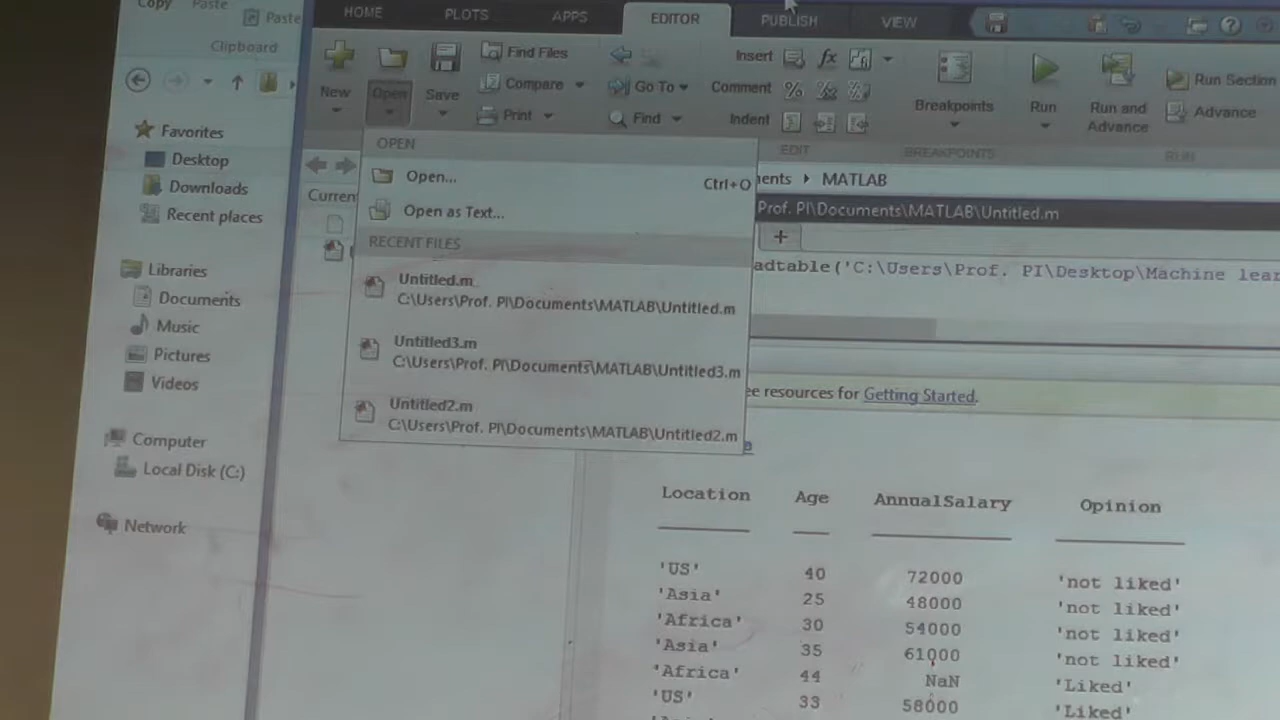 Copy
Paste
Paste
Clipboard
Favorites
Desktop
Downloads
Recent places
Libraries
Documents
Music
Pictures
Videos
Computer
Local Disk (C:)
Network
HOME PLOTS APPS EDITOR PUBLISH VIEW
New Open Save
Find Files
Compare
Print
Go To
Find
Insert fx
Comment
Indent
EDIT
Breakpoints
BREAKPOINTS
Run
Run and Advance
Run Section
Advance
RUN
OPEN
Open... Ctrl+O
Open as Text...
RECENT FILES
Untitled.m
C:\Users\Prof. PI\Documents\MATLAB\Untitled.m
Untitled3.m
C:\Users\Prof. PI\Documents\MATLAB\Untitled3.m
Untitled2.m
C:\Users\Prof. PI\Documents\MATLAB\Untitled2.m
Curren
ents ▸ MATLAB
Prof. PI\Documents\MATLAB\Untitled.m
+
adtable('C:\Users\Prof. PI\Desktop\Machine lear
ee resources for Getting Started.
Location Age AnnualSalary Opinion
'US' 40 72000 'not liked'
'Asia' 25 48000 'not liked'
'Africa' 30 54000 'not liked'
'Asia' 35 61000 'not liked'
'Africa' 44 NaN 'Liked'
'US' 33 58000 'Liked'